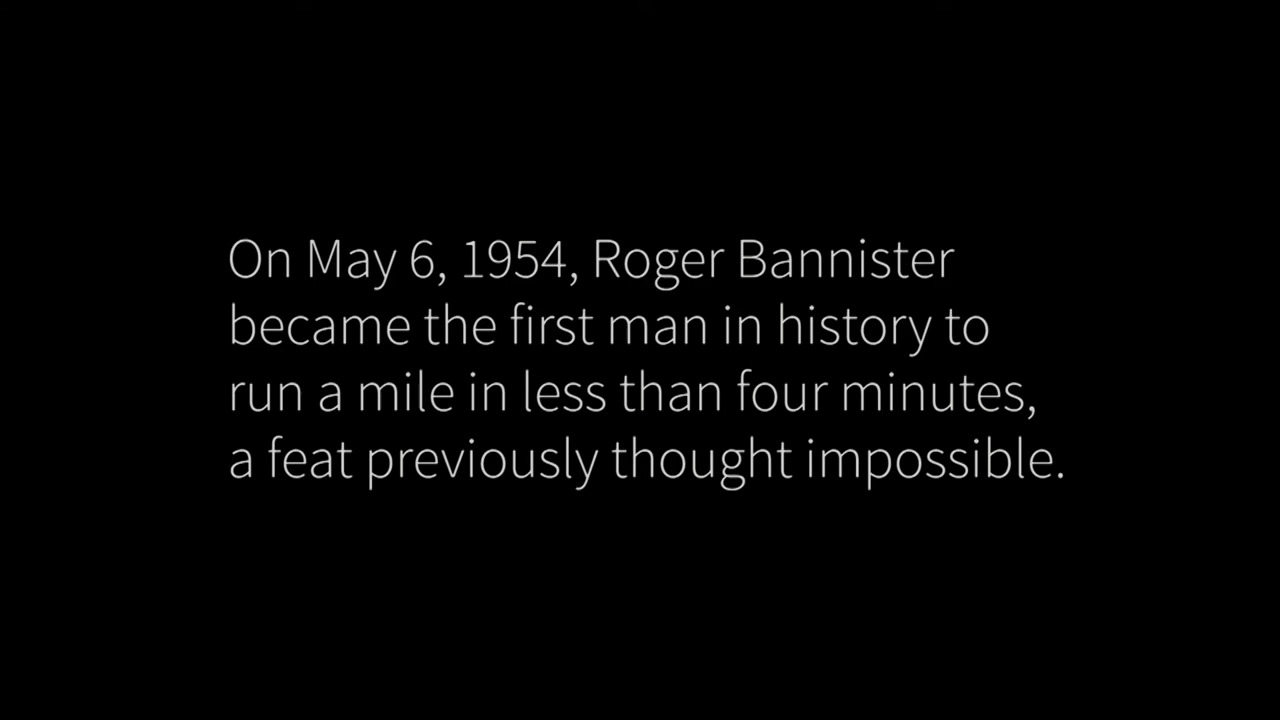 On May 6, 1954, Roger Bannister
became the first man in history to
run a mile in less than four minutes,
a feat previously thought impossible.